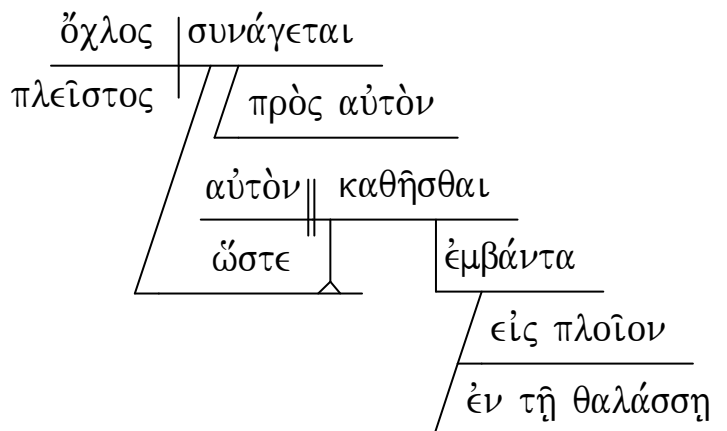 ὄχλος συνάγεται
πλεῖστος
πρὸς αὐτὸν
αὐτὸν καθῆσθαι
ὥστε
ἐμβάντα
εἰς πλοῖον
ἐν τῇ θαλάσσῃ